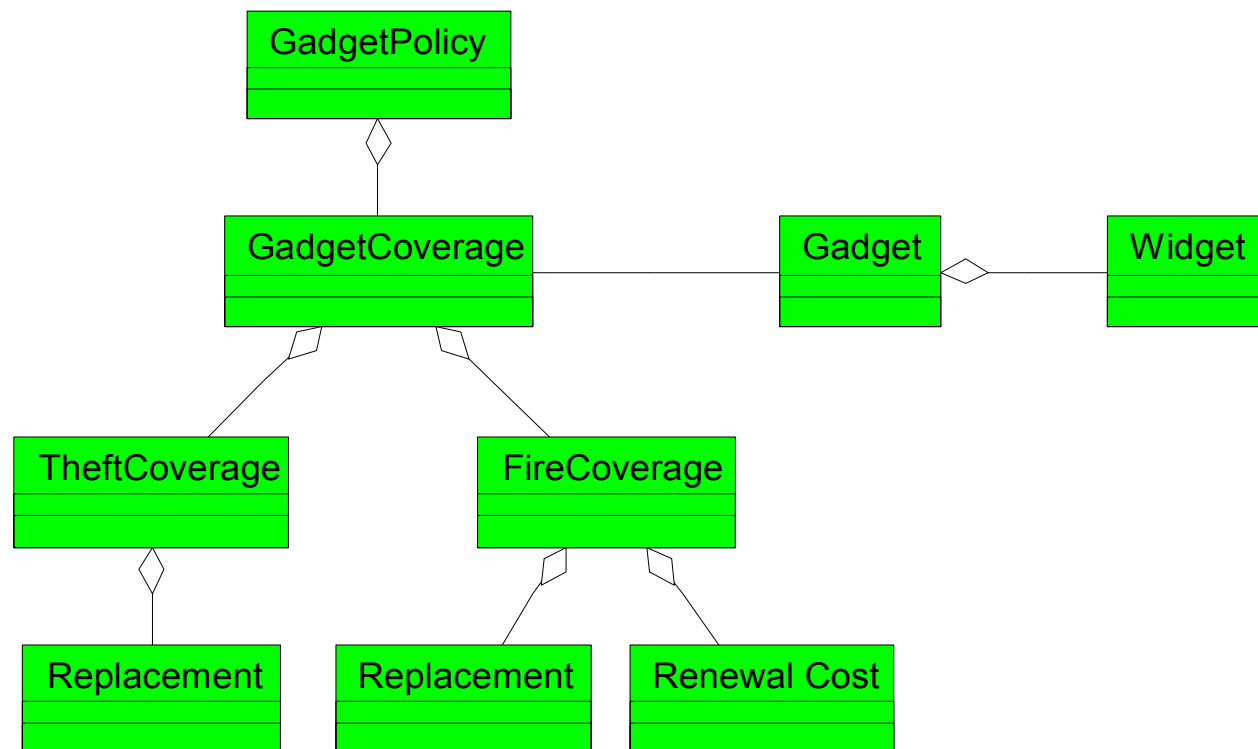 GadgetPolicy
GadgetCoverage
Gadget
Widget
TheftCoverage
FireCoverage
Replacement
Replacement
Renewal Cost